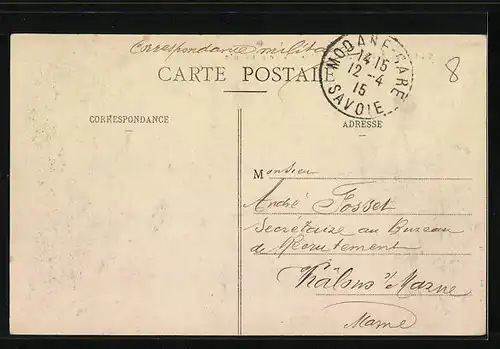 Correspondance milita
CARTE POSTALE
MODANE-GARE
14 15
12 -4
15
SAVOIE
8
CORRESPONDANCE
ADRESSE
Monsieur
André Fosset
Secrétaire au Bureau
de Recrutement
Châlons s/ Marne
Marne